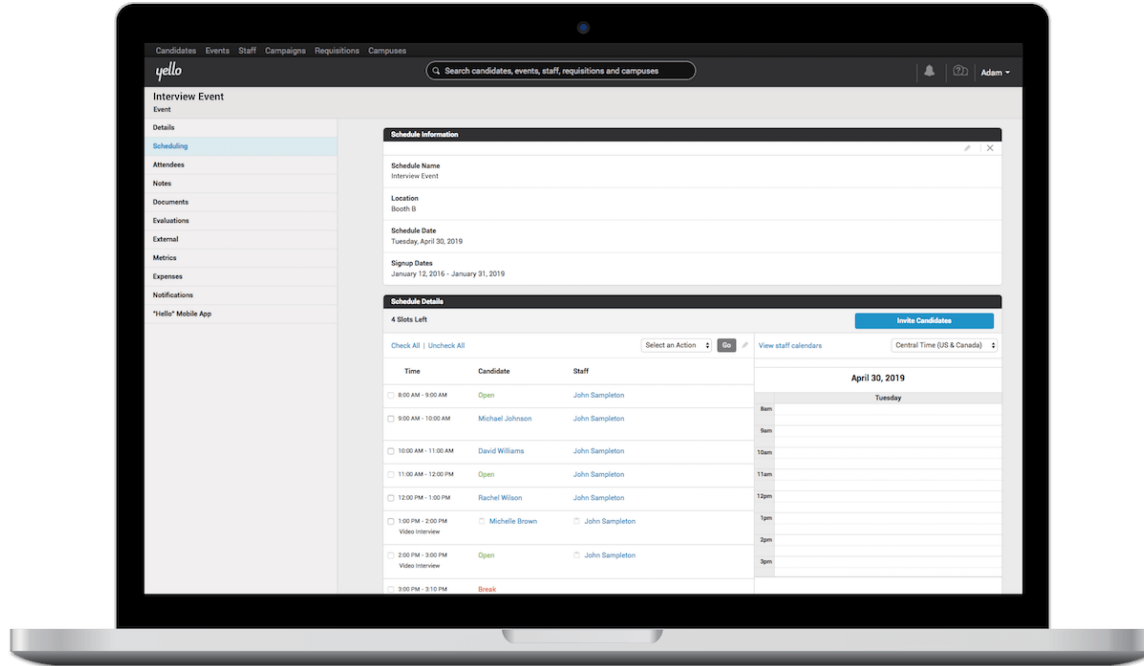 Candidates Events Staff Campaigns Requisitions Campuses
yello
Search candidates, events, staff, requisitions and campuses
Adam
Interview Event
Event
Details
Scheduling
Attendees
Notes
Documents
Evaluations
External
Metrics
Expenses
Notifications
"Hello" Mobile App
Schedule Information
Schedule Name
Interview Event
Location
Booth B
Schedule Date
Tuesday, April 30, 2019
Signup Dates
January 12, 2016 - January 31, 2019
Schedule Details
4 Slots Left
Invite Candidates
Check All | Uncheck All
Select an Action
Go
View staff calendars
Central Time (US & Canada)
Time Candidate Staff
8:00 AM - 9:00 AM Open John Sampleton
9:00 AM - 10:00 AM Michael Johnson John Sampleton
10:00 AM - 11:00 AM David Williams John Sampleton
11:00 AM - 12:00 PM Open John Sampleton
12:00 PM - 1:00 PM Rachel Wilson John Sampleton
1:00 PM - 2:00 PM Michelle Brown John Sampleton
Video Interview
2:00 PM - 3:00 PM Open John Sampleton
Video Interview
3:00 PM - 3:10 PM Break
April 30, 2019
Tuesday
8am
9am
10am
11am
12pm
1pm
2pm
3pm